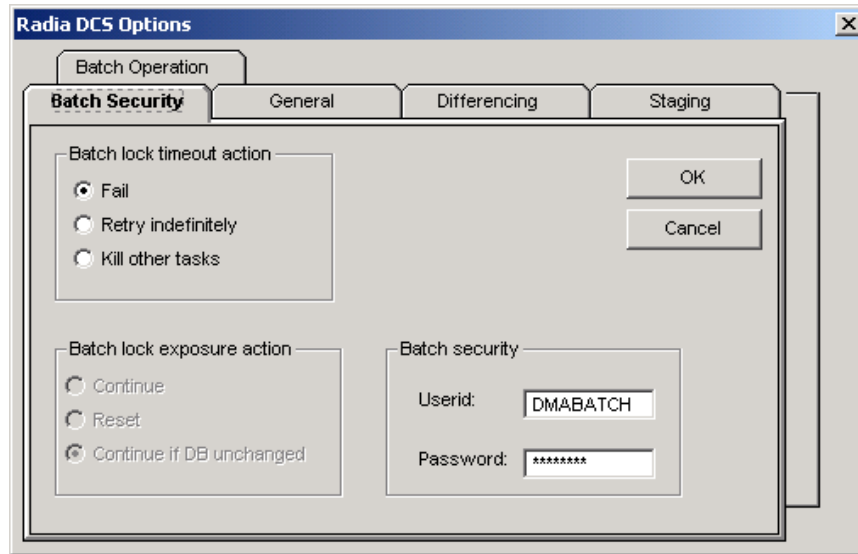 Radia DCS Options
Batch Operation
Batch Security
General
Differencing
Staging
Batch lock timeout action
Fail
Retry indefinitely
Kill other tasks
OK
Cancel
Batch lock exposure action
Continue
Reset
Continue if DB unchanged
Batch security
Userid: DMABATCH
Password: ********